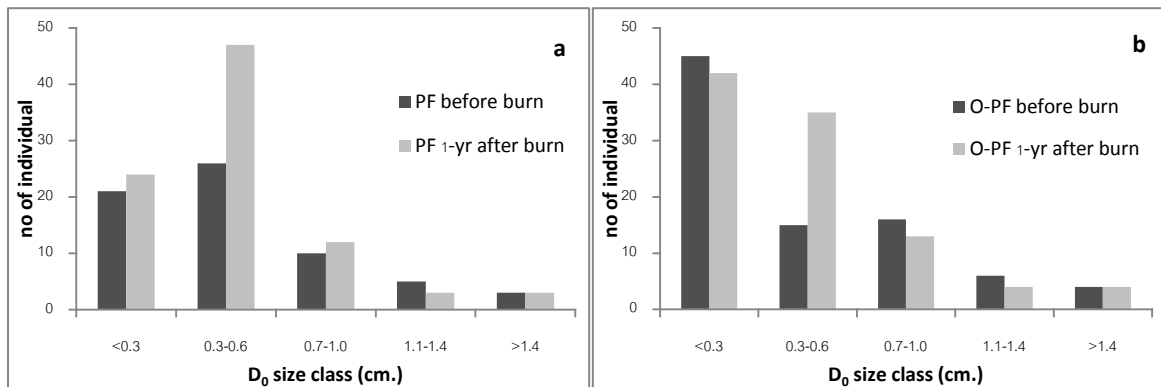 a
50
40
30
20
10
0
no of individual
PF before burn
PF 1-yr after burn
<0.3 0.3-0.6 0.7-1.0 1.1-1.4 >1.4
D₀ size class (cm.)
b
50
40
30
20
10
0
no of individual
O-PF before burn
O-PF 1-yr after burn
<0.3 0.3-0.6 0.7-1.0 1.1-1.4 >1.4
D₀ size class (cm.)